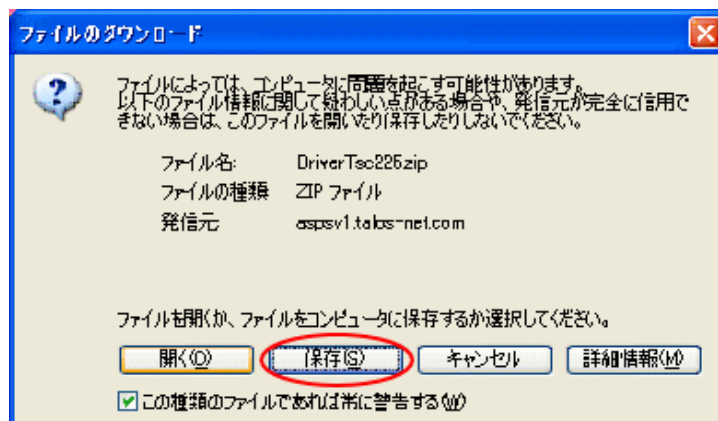 ファイルのダウンロード
ファイルによっては、コンピュータに問題を起こす可能性があります。
以下のファイル情報に関して疑わしい点がある場合や、発信元が完全に信用で
きない場合は、このファイルを開いたり保存したりしないでください。
ファイル名: DriverTsc225.zip
ファイルの種類 ZIP ファイル
発信元 aspsv1.talos-net.com
ファイルを開くか、ファイルをコンピュータに保存するか選択してください。
開く(O) 保存(S) キャンセル 詳細情報(M)
この種類のファイルであれば常に警告する(W)